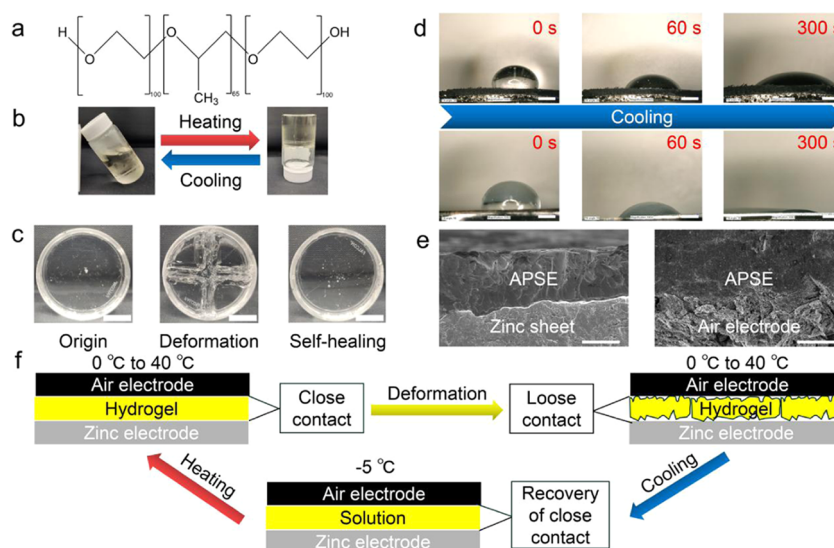 a
H
O
100
O
CH₃
65
O
100
OH
b
Heating
Cooling
c
Origin
Deformation
Self-healing
d
0 s
60 s
300 s
Cooling
0 s
60 s
300 s
e
APSE
Zinc sheet
APSE
Air electrode
f
0 °C to 40 °C
Air electrode
Hydrogel
Zinc electrode
Close
contact
Deformation
Loose
contact
0 °C to 40 °C
Air electrode
Hydrogel
Zinc electrode
Heating
-5 °C
Air electrode
Solution
Zinc electrode
Recovery
of close
contact
Cooling